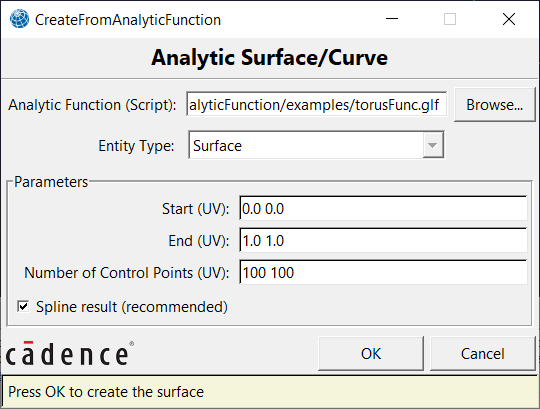 CreateFromAnalyticFunction
Analytic Surface/Curve
Analytic Function (Script): alyticFunction/examples/torusFunc.glf Browse...
Entity Type: Surface
Parameters
Start (UV): 0.0 0.0
End (UV): 1.0 1.0
Number of Control Points (UV): 100 100
Spline result (recommended)
cādence® OK Cancel
Press OK to create the surface